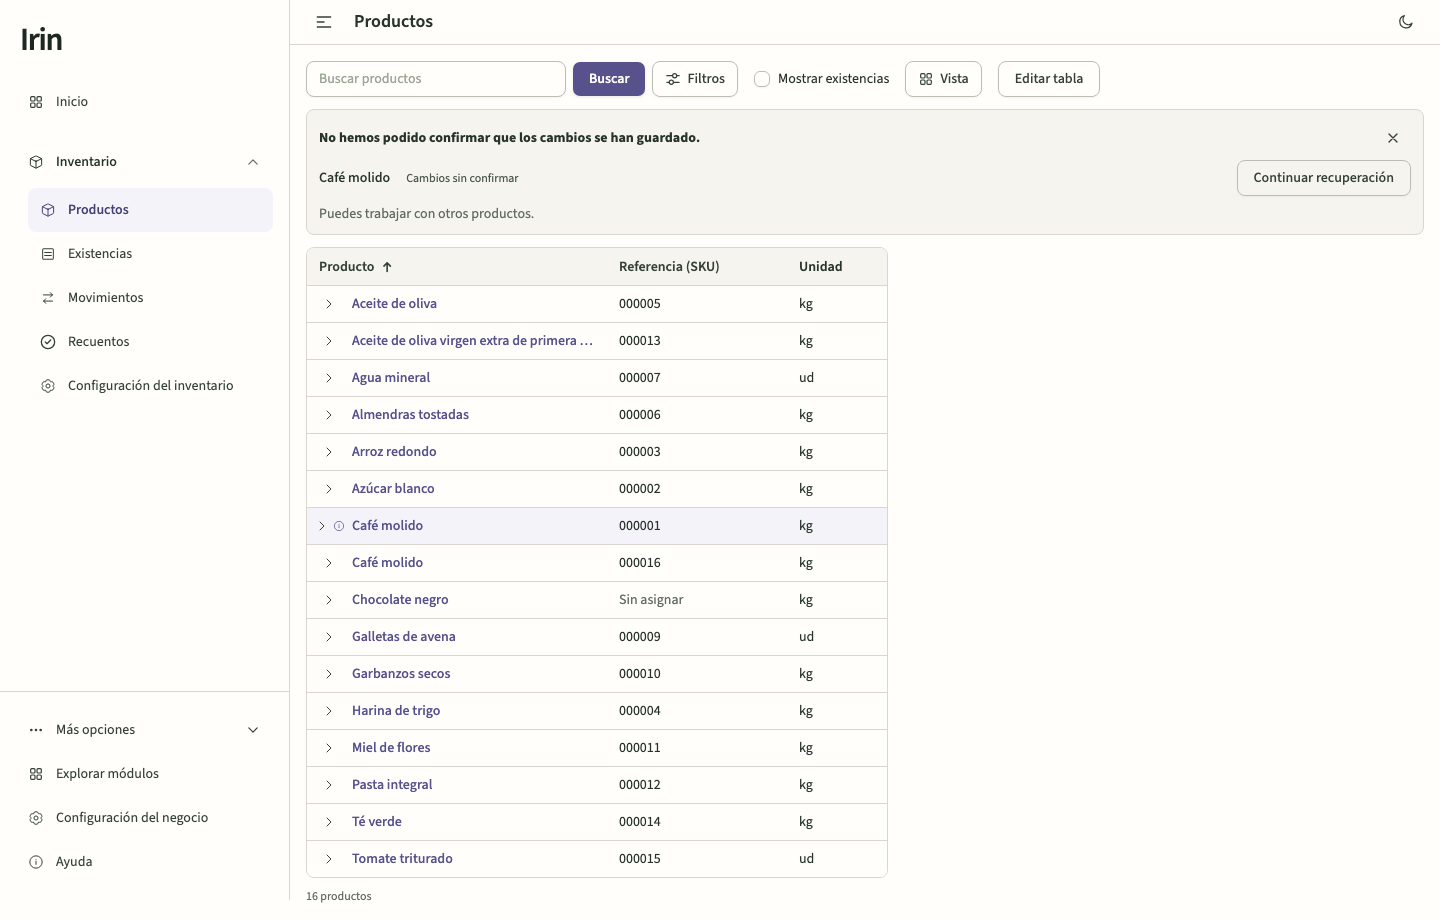 Irin
Productos
Inicio
Inventario
Productos
Existencias
Movimientos
Recuentos
Configuración del inventario
Más opciones
Explorar módulos
Configuración del negocio
Ayuda
Buscar productos Buscar Filtros Mostrar existencias Vista Editar tabla
No hemos podido confirmar que los cambios se han guardado.
Café molido Cambios sin confirmar Continuar recuperación
Puedes trabajar con otros productos.
Producto Referencia (SKU) Unidad
Aceite de oliva 000005 kg
Aceite de oliva virgen extra de primera … 000013 kg
Agua mineral 000007 ud
Almendras tostadas 000006 kg
Arroz redondo 000003 kg
Azúcar blanco 000002 kg
Café molido 000001 kg
Café molido 000016 kg
Chocolate negro Sin asignar kg
Galletas de avena 000009 ud
Garbanzos secos 000010 kg
Harina de trigo 000004 kg
Miel de flores 000011 kg
Pasta integral 000012 kg
Té verde 000014 kg
Tomate triturado 000015 ud
16 productos